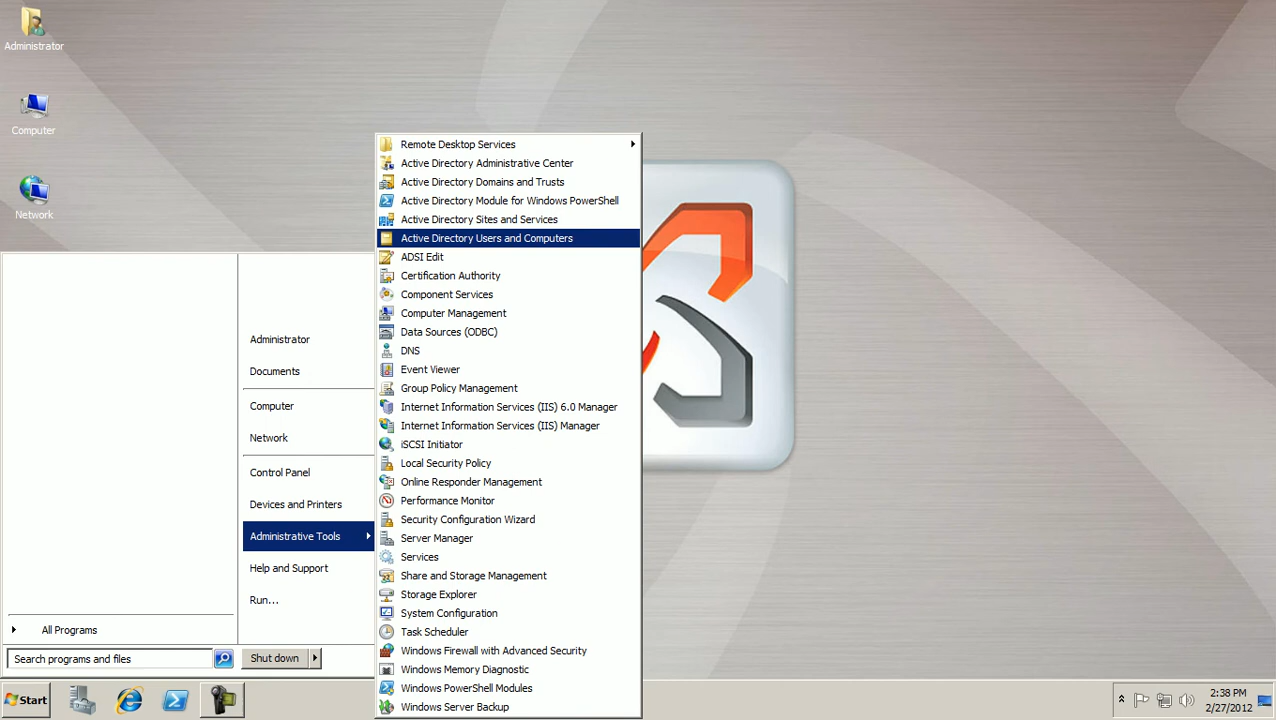 Administrator
Computer
Network
Administrator
Documents
Computer
Network
Control Panel
Devices and Printers
Administrative Tools
Help and Support
Run...
All Programs
Search programs and files
Shut down
Remote Desktop Services
Active Directory Administrative Center
Active Directory Domains and Trusts
Active Directory Module for Windows PowerShell
Active Directory Sites and Services
Active Directory Users and Computers
ADSI Edit
Certification Authority
Component Services
Computer Management
Data Sources (ODBC)
DNS
Event Viewer
Group Policy Management
Internet Information Services (IIS) 6.0 Manager
Internet Information Services (IIS) Manager
iSCSI Initiator
Local Security Policy
Online Responder Management
Performance Monitor
Security Configuration Wizard
Server Manager
Services
Share and Storage Management
Storage Explorer
System Configuration
Task Scheduler
Windows Firewall with Advanced Security
Windows Memory Diagnostic
Windows PowerShell Modules
Windows Server Backup
Start
2:38 PM
2/27/2012